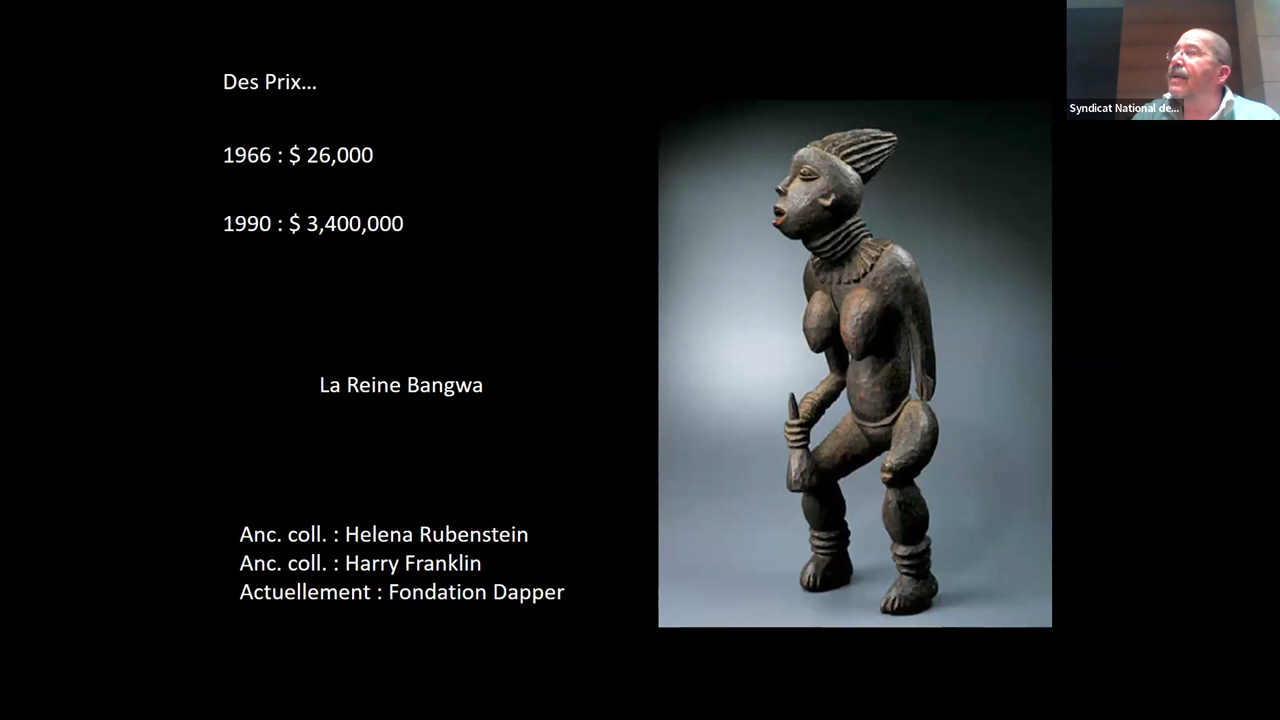 Des Prix...
1966 : $ 26,000
1990 : $ 3,400,000
La Reine Bangwa
Anc. coll. : Helena Rubenstein
Anc. coll. : Harry Franklin
Actuellement : Fondation Dapper
Syndicat National de...